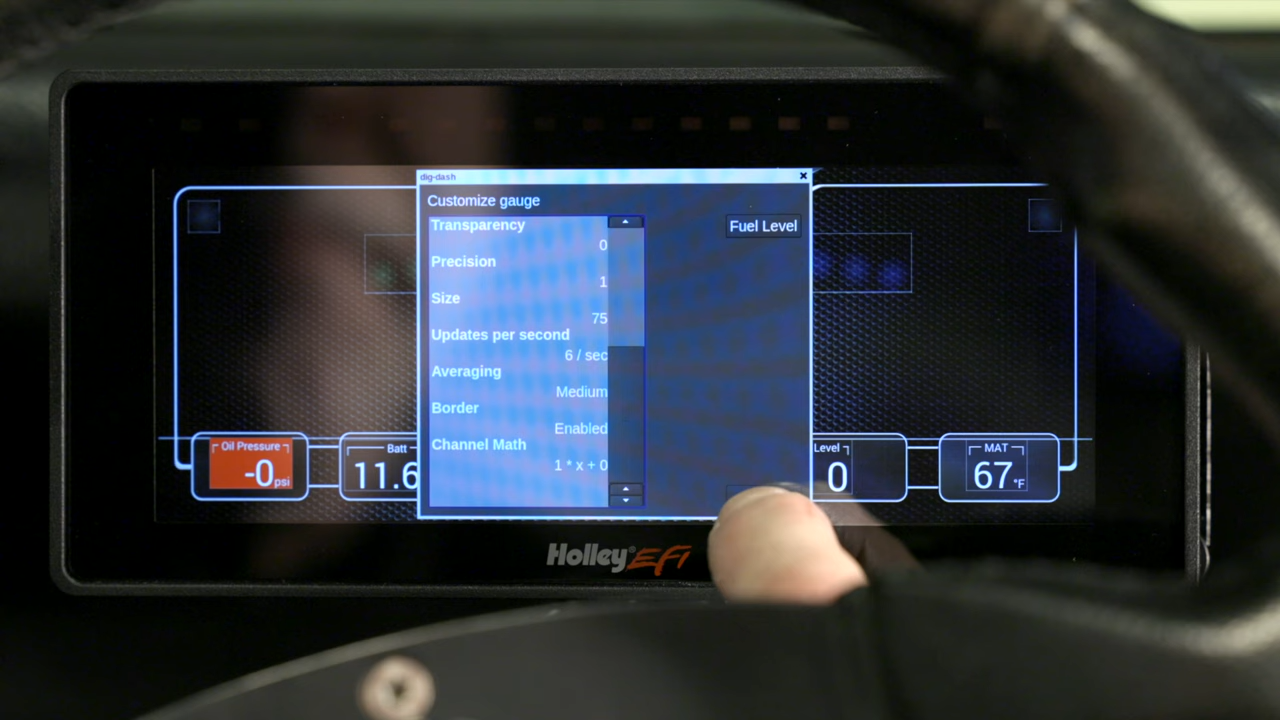 dig-dash
Customize gauge
Transparency
0
Fuel Level
Precision
1
Size
75
Updates per second
6 / sec
Averaging
Medium
Border
Enabled
Channel Math
1 * x + 0
Oil Pressure
-0 psi
Batt
11.6
Level
0
MAT
67 °F
Holley EFI